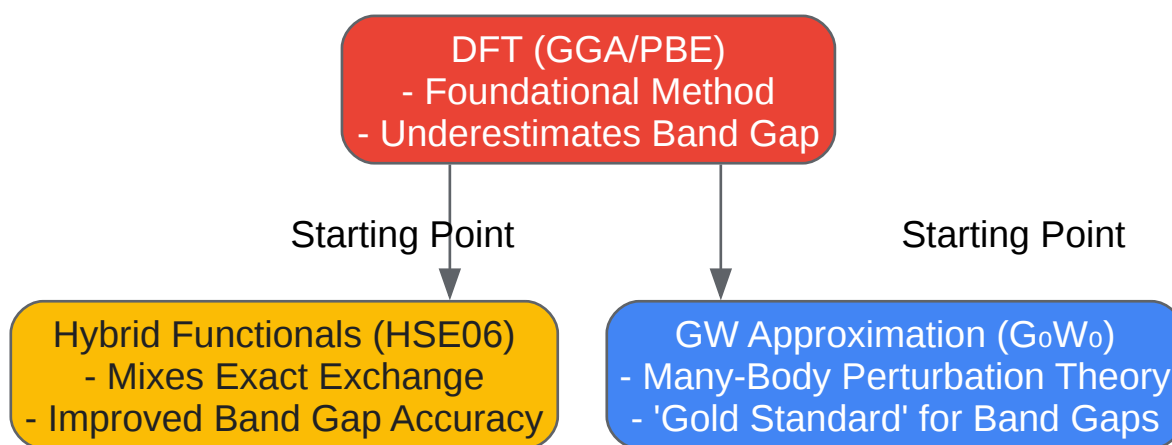 DFT (GGA/PBE)
- Foundational Method
- Underestimates Band Gap
Starting Point
Starting Point
Hybrid Functionals (HSE06)
- Mixes Exact Exchange
- Improved Band Gap Accuracy
GW Approximation (G₀W₀)
- Many-Body Perturbation Theory
- 'Gold Standard' for Band Gaps